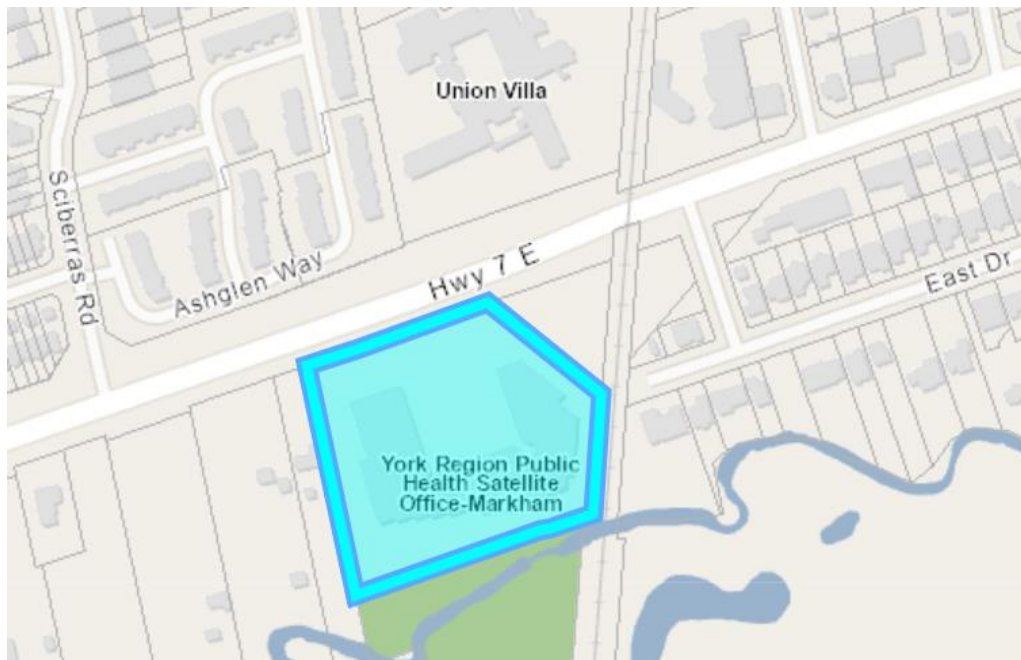 Union Villa
Sciberras Rd
Ashglen Way
Hwy 7 E
East Dr
York Region Public
Health Satellite
Office-Markham